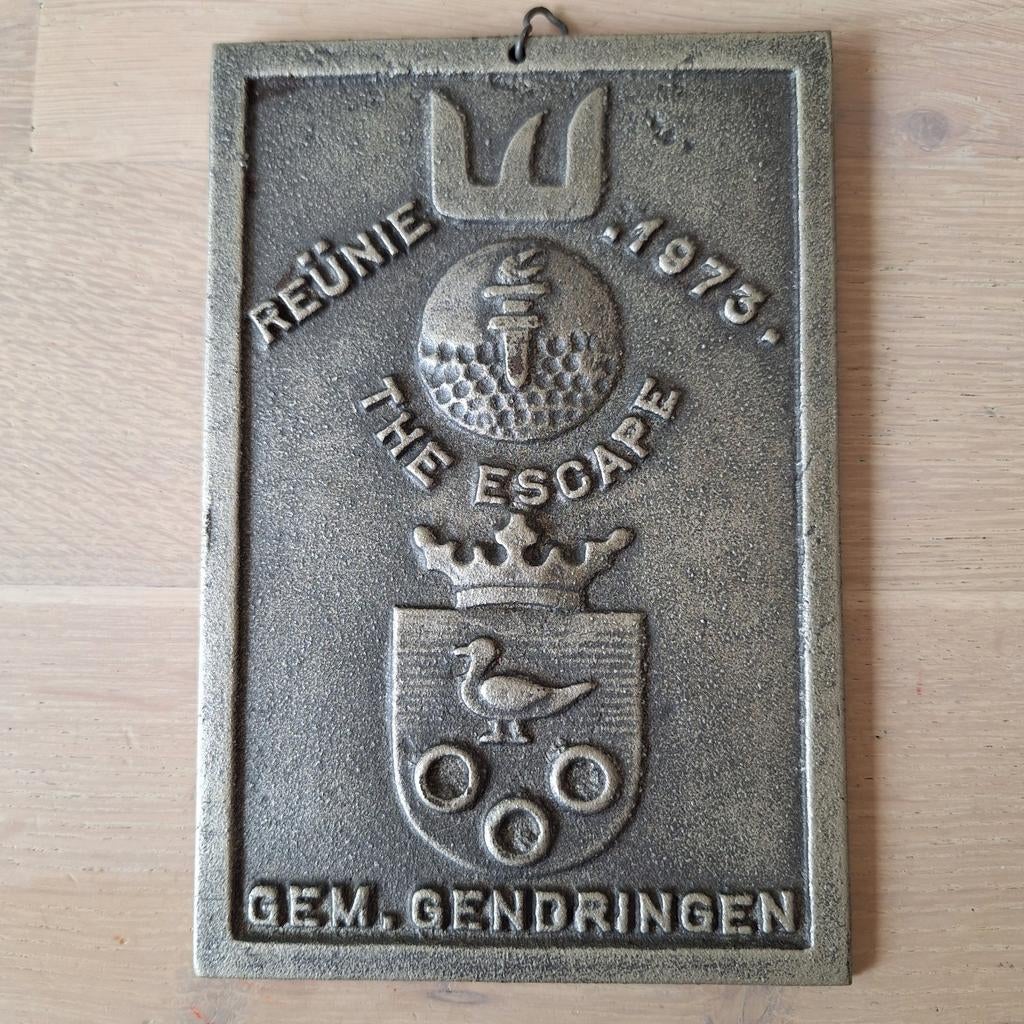 REÜNIE .1973.
THE ESCAPE
GEM. GENDRINGEN